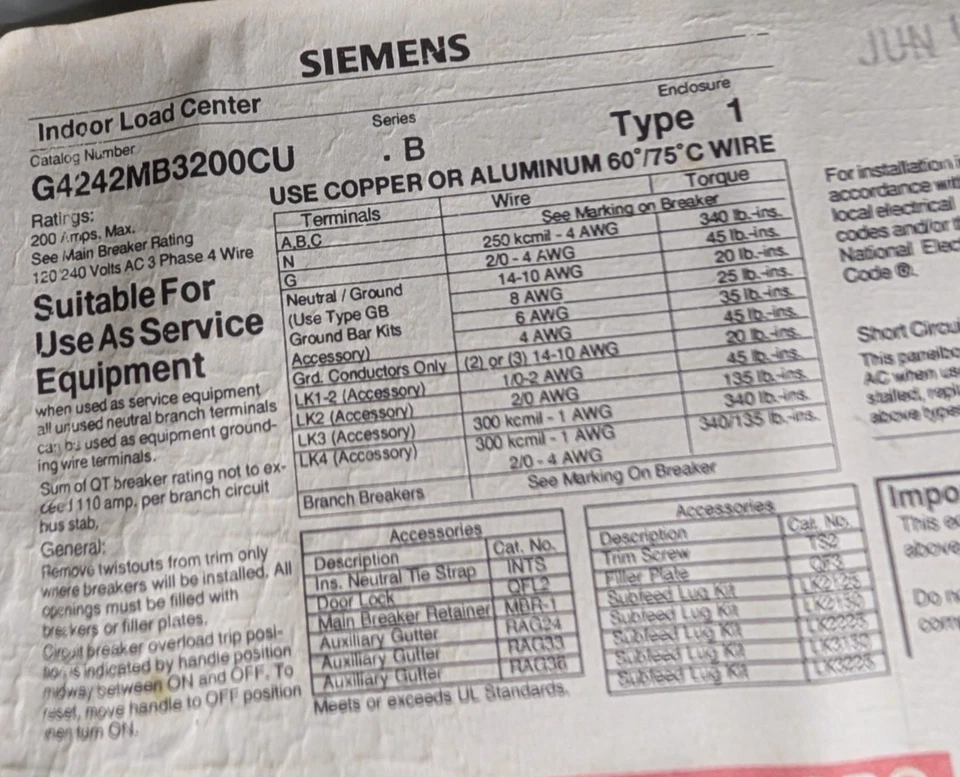 SIEMENS
JUN
Indoor Load Center
Catalog Number
G4242MB3200CU
Series
. B
Enclosure
Type 1
Ratings:
200 Amps. Max.
See Main Breaker Rating
120 240 Volts AC 3 Phase 4 Wire
Suitable For
Use As Service
Equipment
when used as service equipment
all unused neutral branch terminals
can be used as equipment ground-
ing wire terminals.
Sum of QT breaker rating not to ex-
ceed 110 amp. per branch circuit
bus stab.
General:
Remove twistouts from trim only
where breakers will be installed. All
openings must be filled with
breakers or filler plates.
Circuit breaker overload trip posi-
tion is indicated by handle position
midway between ON and OFF. To
reset, move handle to OFF position
then turn ON.
USE COPPER OR ALUMINUM 60°/75°C WIRE
Terminals Wire Torque
A,B,C See Marking on Breaker
N 250 kcmil - 4 AWG 340 lb.-ins.
G 2/0 - 4 AWG 45 lb.-ins.
Neutral / Ground 14-10 AWG 20 lb.-ins.
(Use Type GB 8 AWG 25 lb.-ins.
Ground Bar Kits 6 AWG 35 lb.-ins.
Accessory) 4 AWG 45 lb.-ins.
Grd. Conductors Only (2) or (3) 14-10 AWG 20 lb.-ins.
LK1-2 (Accessory) 1/0-2 AWG 45 lb.-ins.
LK2 (Accessory) 2/0 AWG 135 lb.-ins.
LK3 (Accessory) 300 kcmil - 1 AWG 340 lb.-ins.
LK4 (Accossory) 300 kcmil - 1 AWG 340/135 lb.-ins.
2/0 - 4 AWG
Branch Breakers See Marking On Breaker
Accessories
Description Cat. No.
Ins. Neutral Tie Strap INTS
Door Lock QFL2
Main Breaker Retainer MBR-1
Auxiliary Gutter RAG24
Auxiliary Gutter RAG33
Auxiliary Gutter RAG36
Meets or exceeds UL Standards.
Accessories
Description Cat. No.
Trim Screw TS2
Filler Plate QF3
Subfeed Lug Kit LK2125
Subfeed Lug Kit LK2150
Subfeed Lug Kit LK2225
Subfeed Lug Kit LK3150
Subfeed Lug Kit LK3225
For installation
accordance
local electrical
codes and/or
National
Code ®.
Short
This
AC when
above
This
above
Do